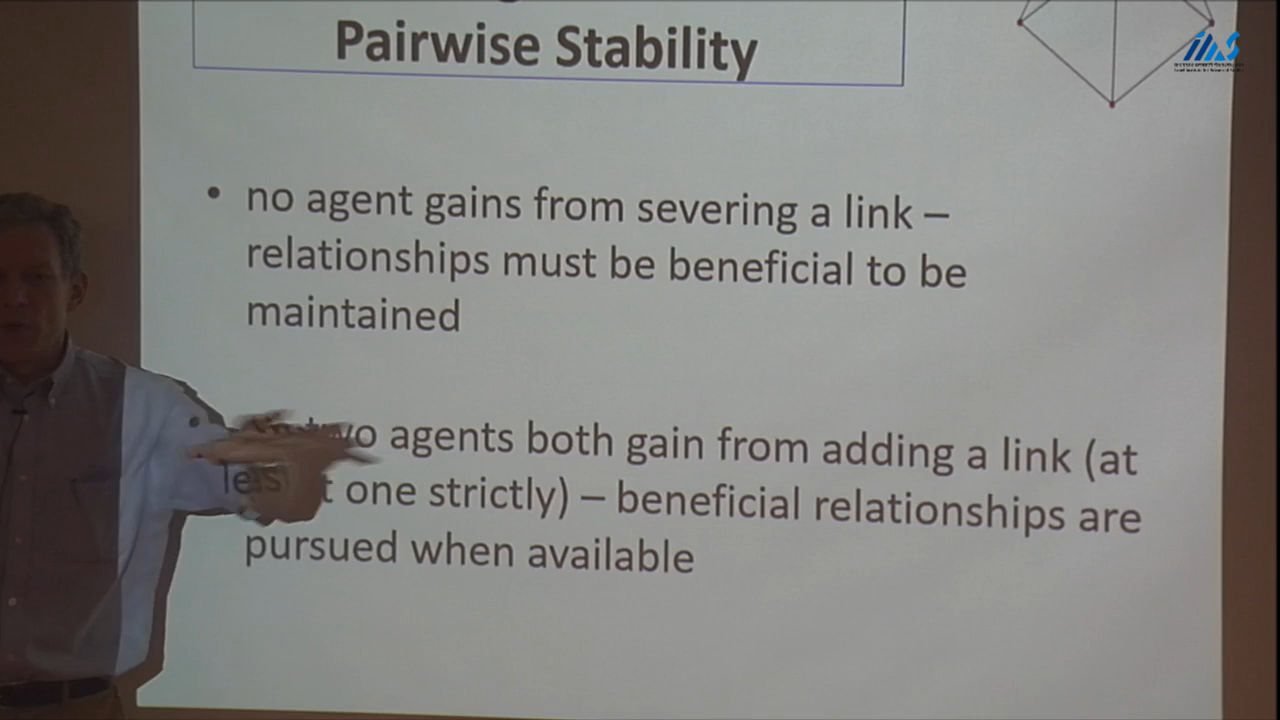 Pairwise Stability
• no agent gains from severing a link –
relationships must be beneficial to be
maintained
agents both gain from adding a link (at
one strictly) – beneficial relationships are
pursued when available